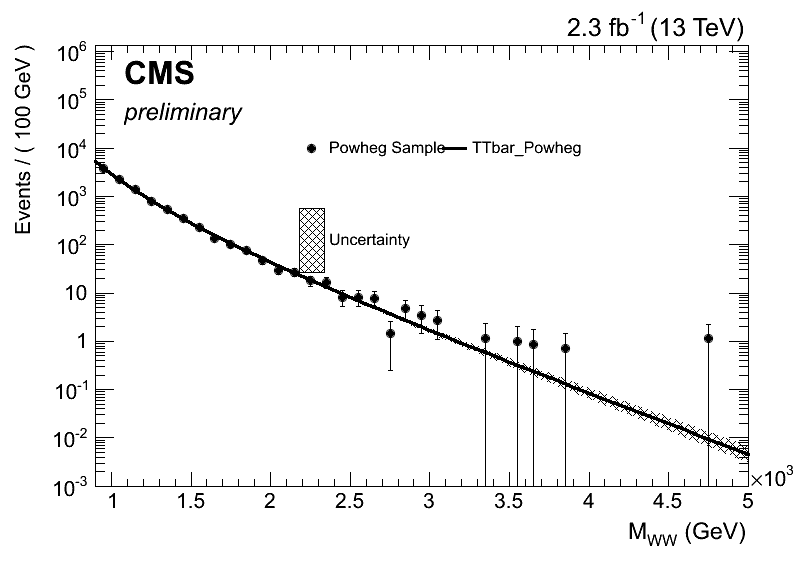 2.3 fb⁻¹ (13 TeV)
CMS
preliminary
Events / ( 100 GeV )
10⁶
10⁵
10⁴
10³
10²
10
1
10⁻¹
10⁻²
10⁻³
Powheg Sample
TTbar_Powheg
Uncertainty
1 1.5 2 2.5 3 3.5 4 4.5 5
×10³
M_WW (GeV)